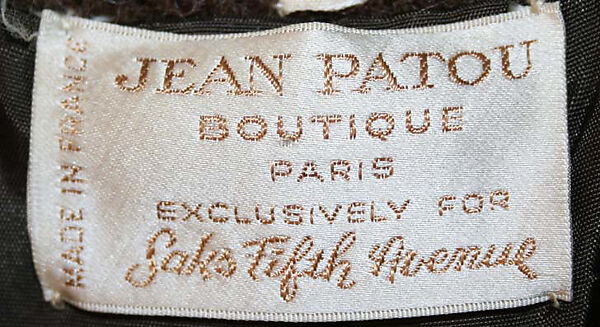 JEAN PATOU
BOUTIQUE
PARIS
EXCLUSIVELY FOR
Saks Fifth Avenue
MADE IN FRANCE